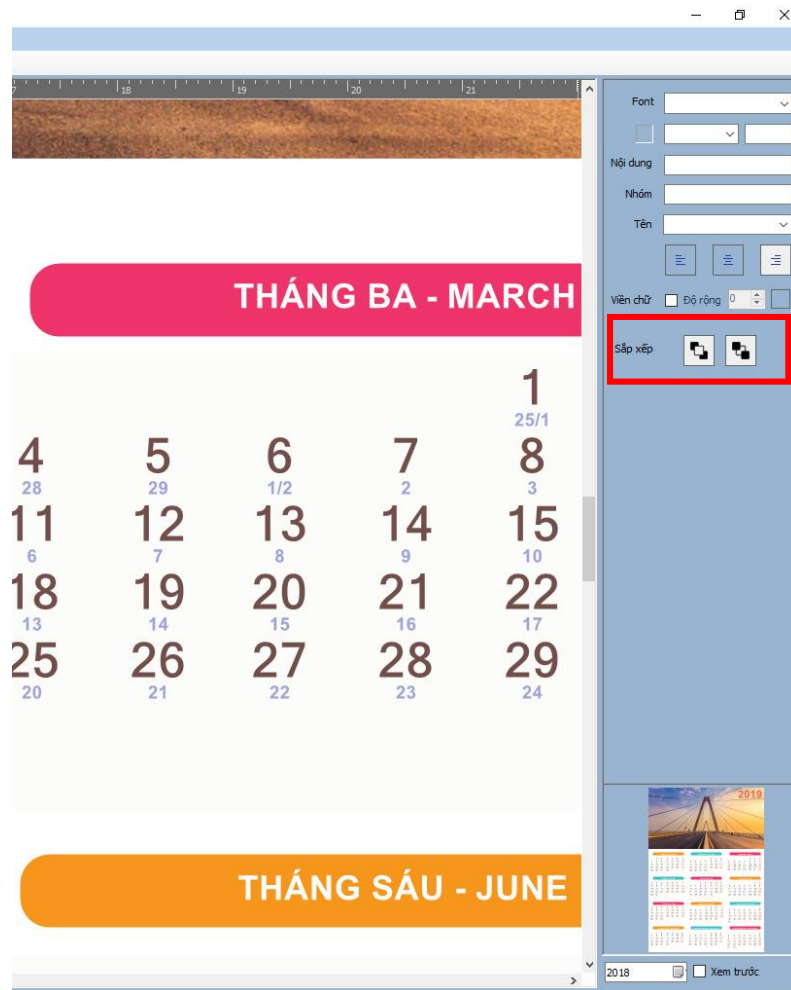 7 18 19 20 21
Font
Nội dung
Nhóm
Tên
Viền chữ Độ rộng 0
Sắp xếp
THÁNG BA - MARCH
1
25/1
4 5 6 7 8
28 29 1/2 2 3
11 12 13 14 15
6 7 8 9 10
18 19 20 21 22
13 14 15 16 17
25 26 27 28 29
20 21 22 23 24
THÁNG SÁU - JUNE
2019
2018 Xem trước